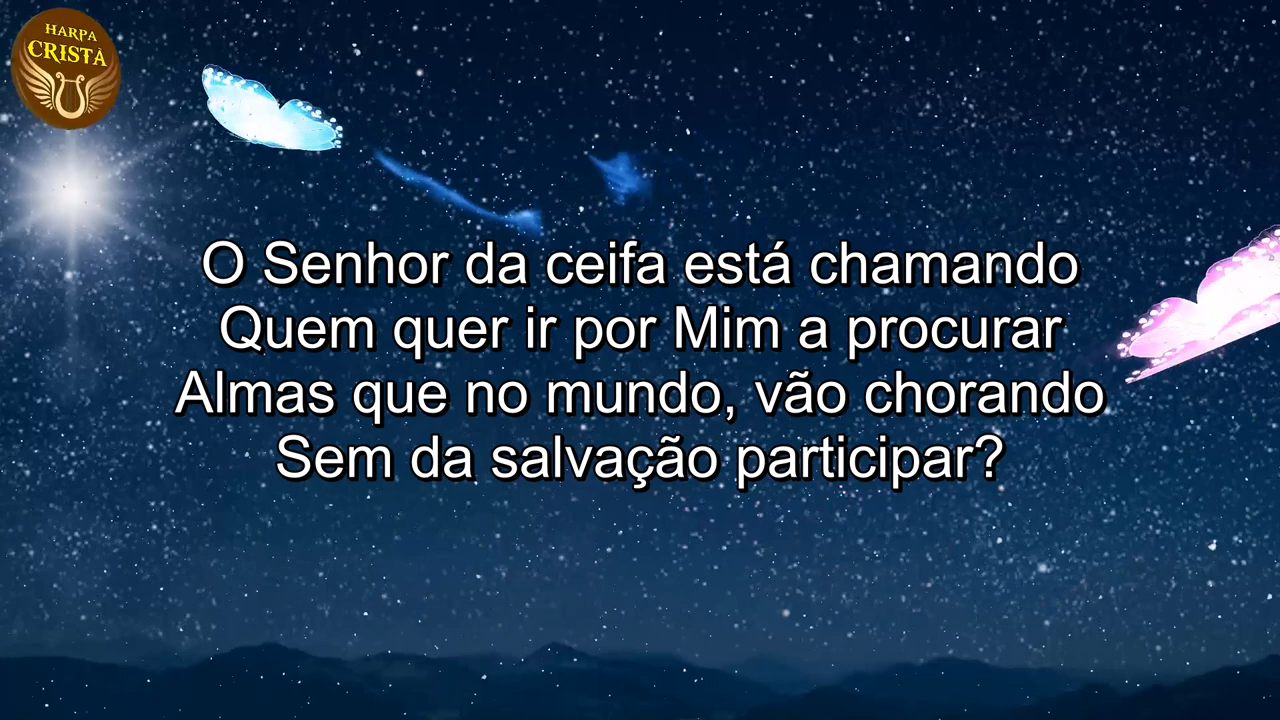 HARPA
CRISTÃ
O Senhor da ceifa está chamando
Quem quer ir por Mim a procurar
Almas que no mundo, vão chorando
Sem da salvação participar?